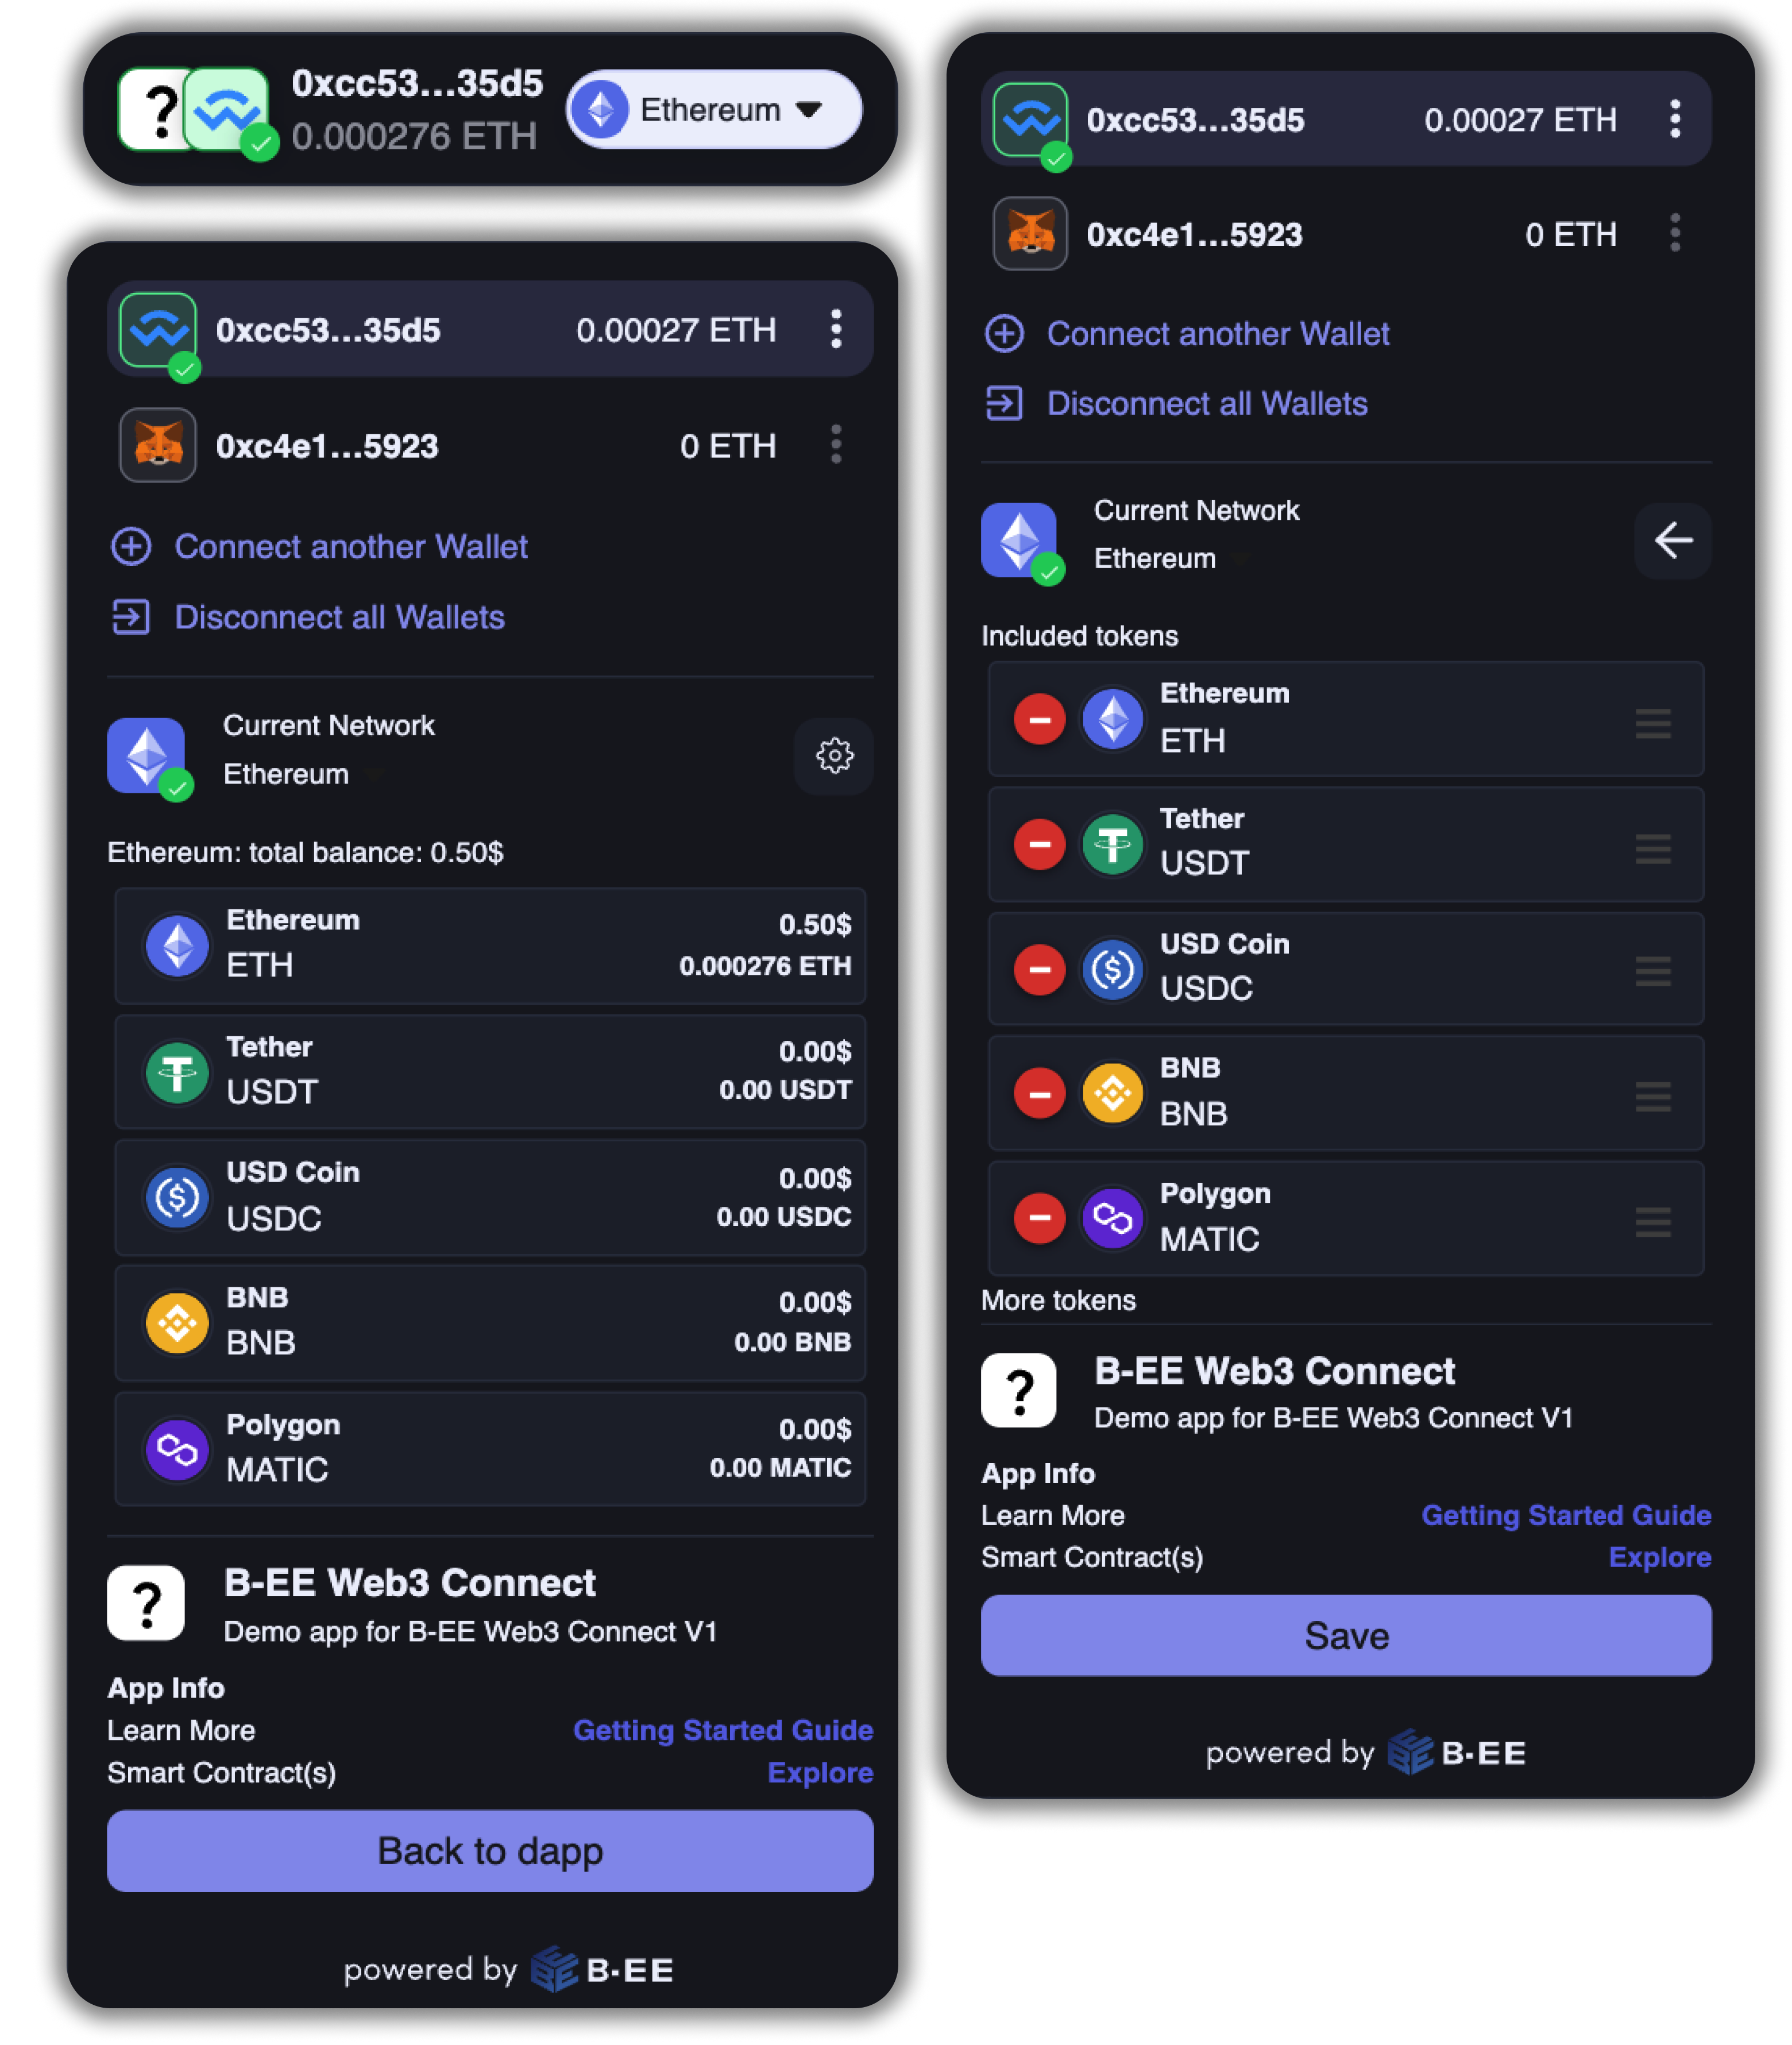 ?
0xcc53...35d5
0.000276 ETH
Ethereum
0xcc53...35d5 0.00027 ETH
0xc4e1...5923 0 ETH
Connect another Wallet
Disconnect all Wallets
Current Network
Ethereum
Ethereum: total balance: 0.50$
Ethereum 0.50$
ETH 0.000276 ETH
Tether 0.00$
USDT 0.00 USDT
USD Coin 0.00$
USDC 0.00 USDC
BNB 0.00$
BNB 0.00 BNB
Polygon 0.00$
MATIC 0.00 MATIC
? B-EE Web3 Connect
Demo app for B-EE Web3 Connect V1
App Info
Learn More Getting Started Guide
Smart Contract(s) Explore
Back to dapp
powered by B-EE
0xcc53...35d5 0.00027 ETH
0xc4e1...5923 0 ETH
Connect another Wallet
Disconnect all Wallets
Current Network
Ethereum
Included tokens
Ethereum
ETH
Tether
USDT
USD Coin
USDC
BNB
BNB
Polygon
MATIC
More tokens
? B-EE Web3 Connect
Demo app for B-EE Web3 Connect V1
App Info
Learn More Getting Started Guide
Smart Contract(s) Explore
Save
powered by B-EE